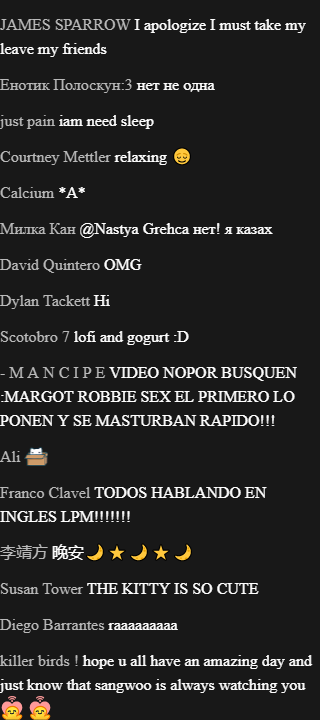 JAMES SPARROW I apologize I must take my
leave my friends
Енотик Полоскун:3 нет не одна
just pain iam need sleep
Courtney Mettler relaxing 😌
Calcium *A*
Милка Кан @Nastya Grehca нет! я казах
David Quintero OMG
Dylan Tackett Hi
Scotobro 7 lofi and gogurt :D
- M A N C I P E VIDEO NOPOR BUSQUEN
:MARGOT ROBBIE SEX EL PRIMERO LO
PONEN Y SE MASTURBAN RAPIDO!!!
Ali
Franco Clavel TODOS HABLANDO EN
INGLES LPM!!!!!!!
李靖方 晚安🌙⭐🌙⭐🌙
Susan Tower THE KITTY IS SO CUTE
Diego Barrantes raaaaaaaaa
killer birds ! hope u all have an amazing day and
just know that sangwoo is always watching you